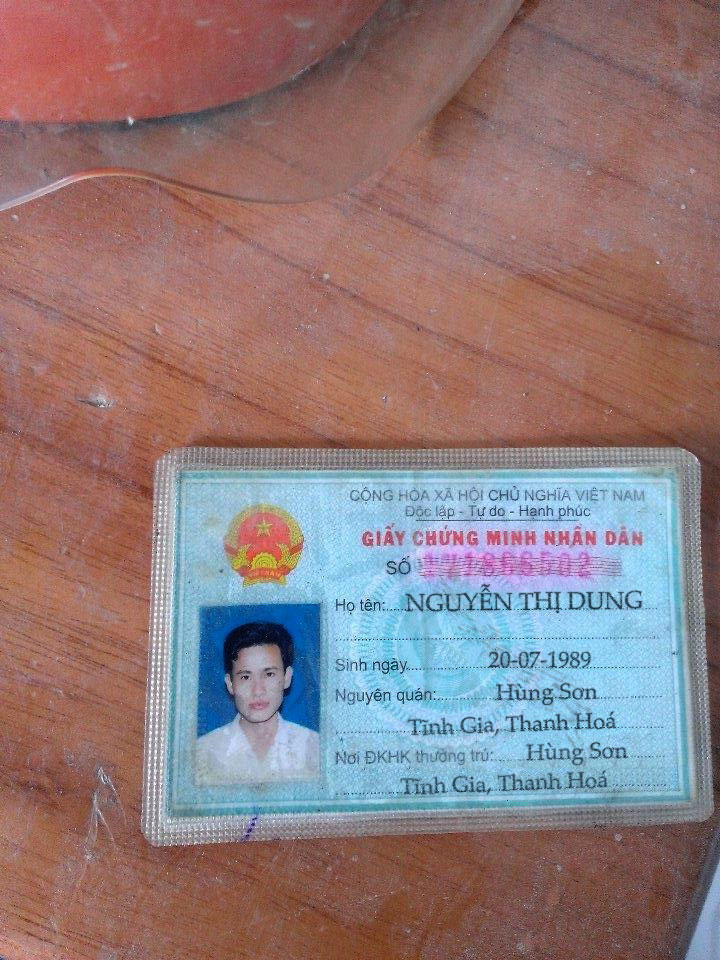 CỘNG HÒA XÃ HỘI CHỦ NGHĨA VIỆT NAM
Độc lập - Tự do - Hạnh phúc
GIẤY CHỨNG MINH NHÂN DÂN
SỐ
Họ tên: NGUYỄN THỊ DUNG
Sinh ngày 20-07-1989
Nguyên quán: Hùng Sơn
Tĩnh Gia, Thanh Hoá
Nơi ĐKHK thường trú: Hùng Sơn
Tĩnh Gia, Thanh Hoá
VIỆT NAM